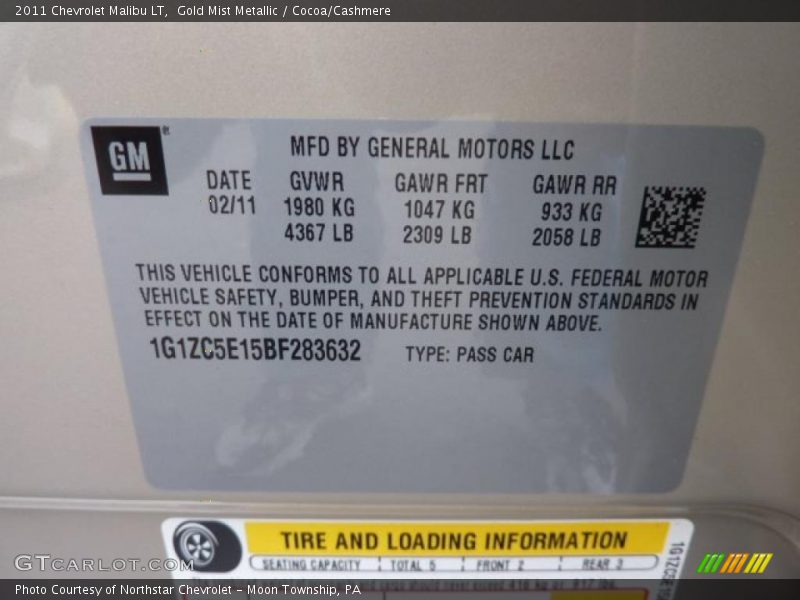 2011 Chevrolet Malibu LT,  Gold Mist Metallic / Cocoa/Cashmere
GM®
MFD BY GENERAL MOTORS LLC
DATE GVWR GAWR FRT GAWR RR
02/11 1980 KG 1047 KG 933 KG
4367 LB 2309 LB 2058 LB
THIS VEHICLE CONFORMS TO ALL APPLICABLE U.S. FEDERAL MOTOR
VEHICLE SAFETY, BUMPER, AND THEFT PREVENTION STANDARDS IN
EFFECT ON THE DATE OF MANUFACTURE SHOWN ABOVE.
1G1ZC5E15BF283632 TYPE: PASS CAR
TIRE AND LOADING INFORMATION
SEATING CAPACITY TOTAL 5 FRONT 2 REAR 3
GTCARLOT.COM
Photo Courtesy of Northstar Chevrolet – Moon Township, PA